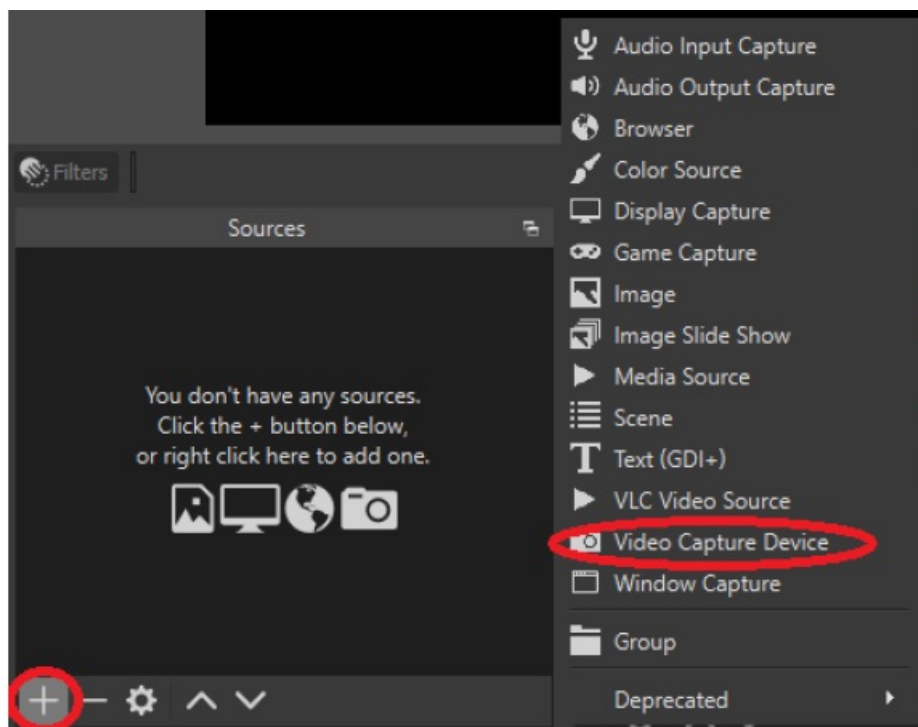 Filters
Sources
You don't have any sources.
Click the + button below,
or right click here to add one.
Audio Input Capture
Audio Output Capture
Browser
Color Source
Display Capture
Game Capture
Image
Image Slide Show
Media Source
Scene
Text (GDI+)
VLC Video Source
Video Capture Device
Window Capture
Group
Deprecated